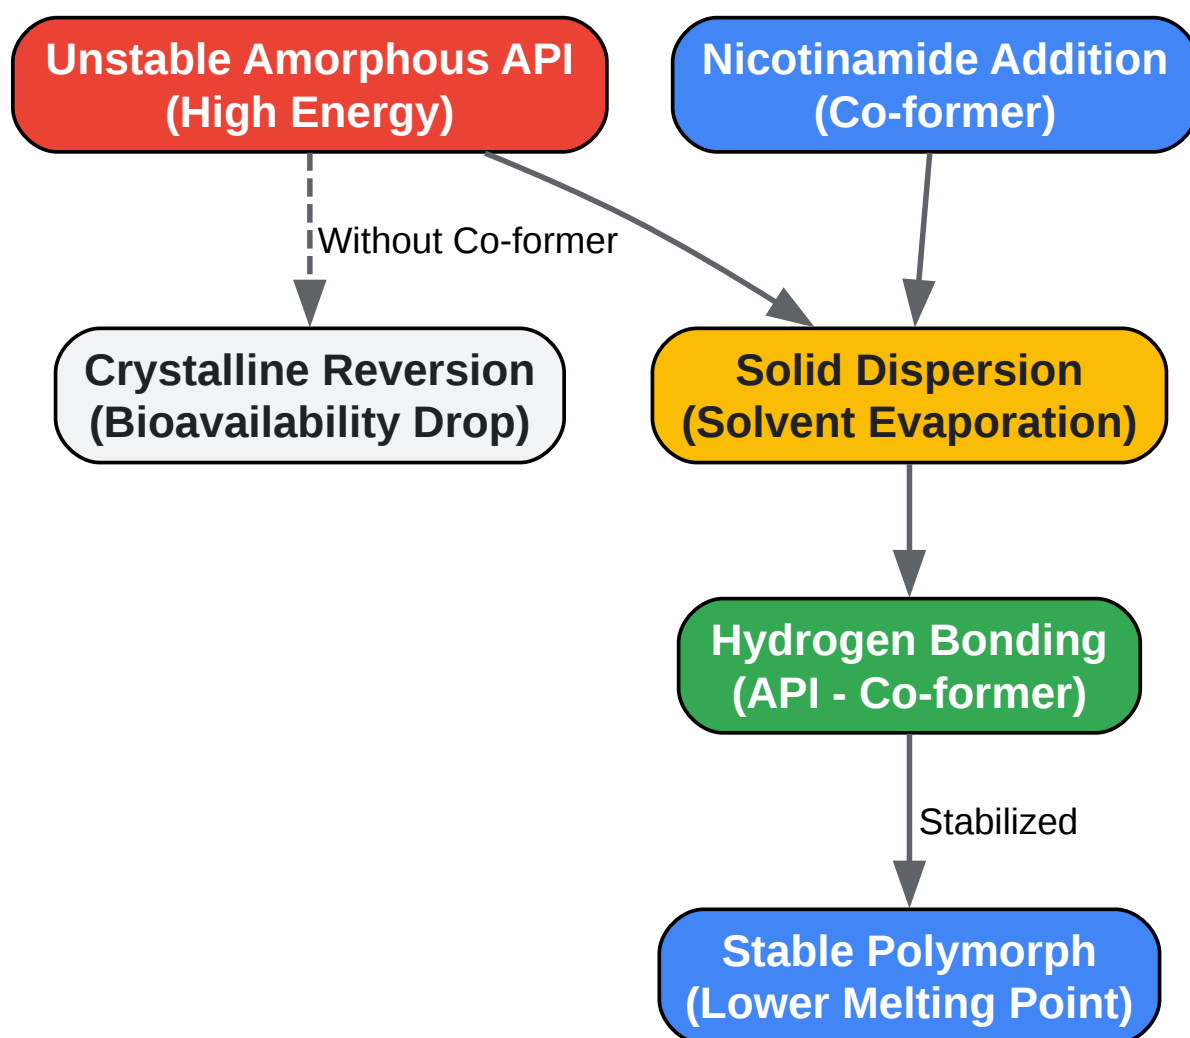 Unstable Amorphous API
(High Energy)
Nicotinamide Addition
(Co-former)
Without Co-former
Crystalline Reversion
(Bioavailability Drop)
Solid Dispersion
(Solvent Evaporation)
Hydrogen Bonding
(API - Co-former)
Stabilized
Stable Polymorph
(Lower Melting Point)